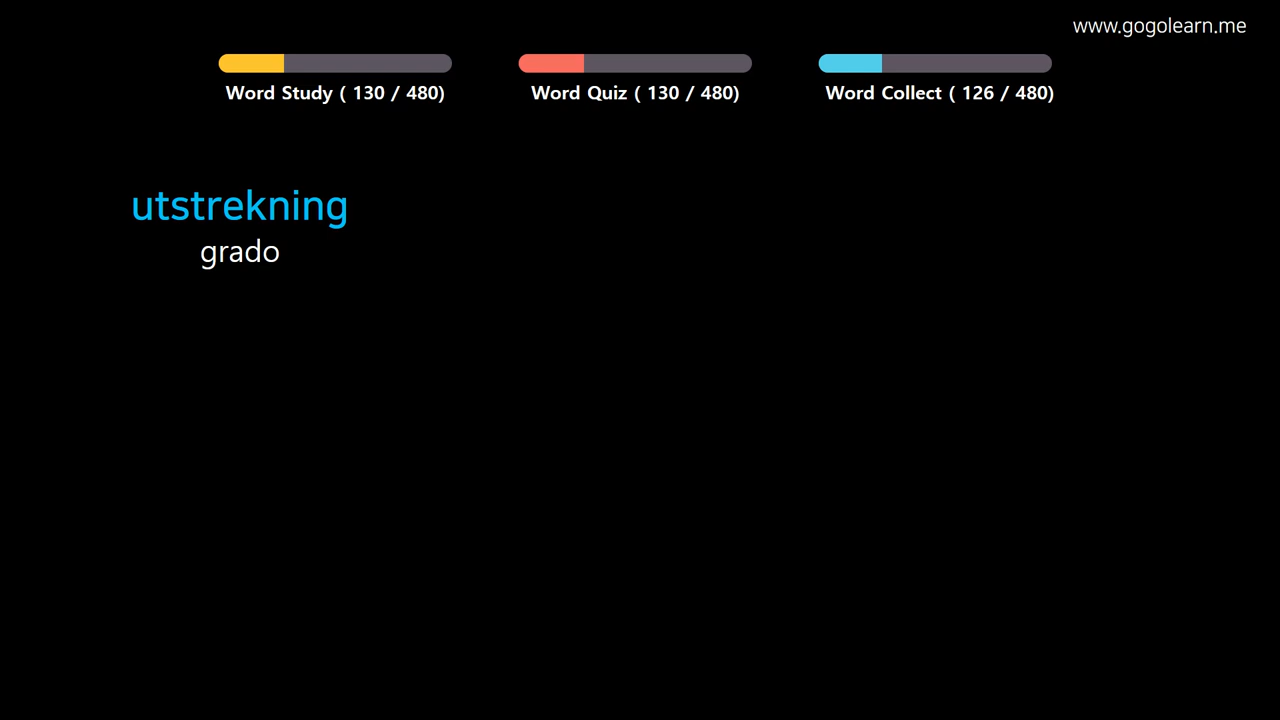 www.gogolearn.me
Word Study ( 130 / 480)
Word Quiz ( 130 / 480)
Word Collect ( 126 / 480)
utstrekning
grado